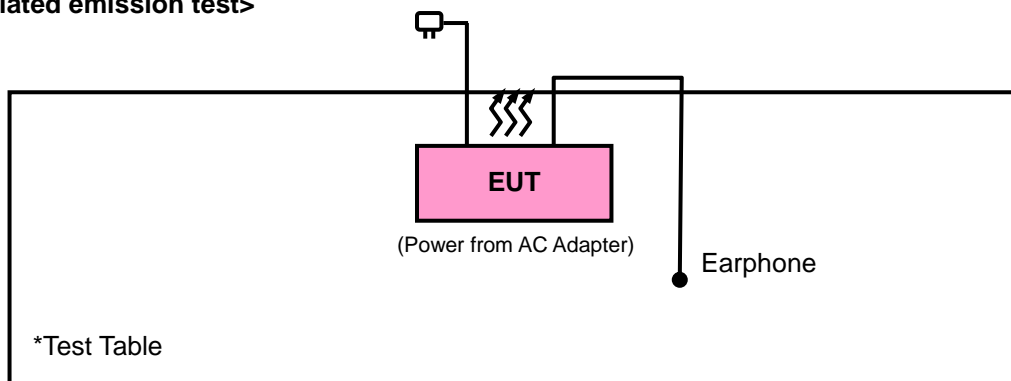 lated emission test>
EUT
(Power from AC Adapter)
Earphone
*Test Table